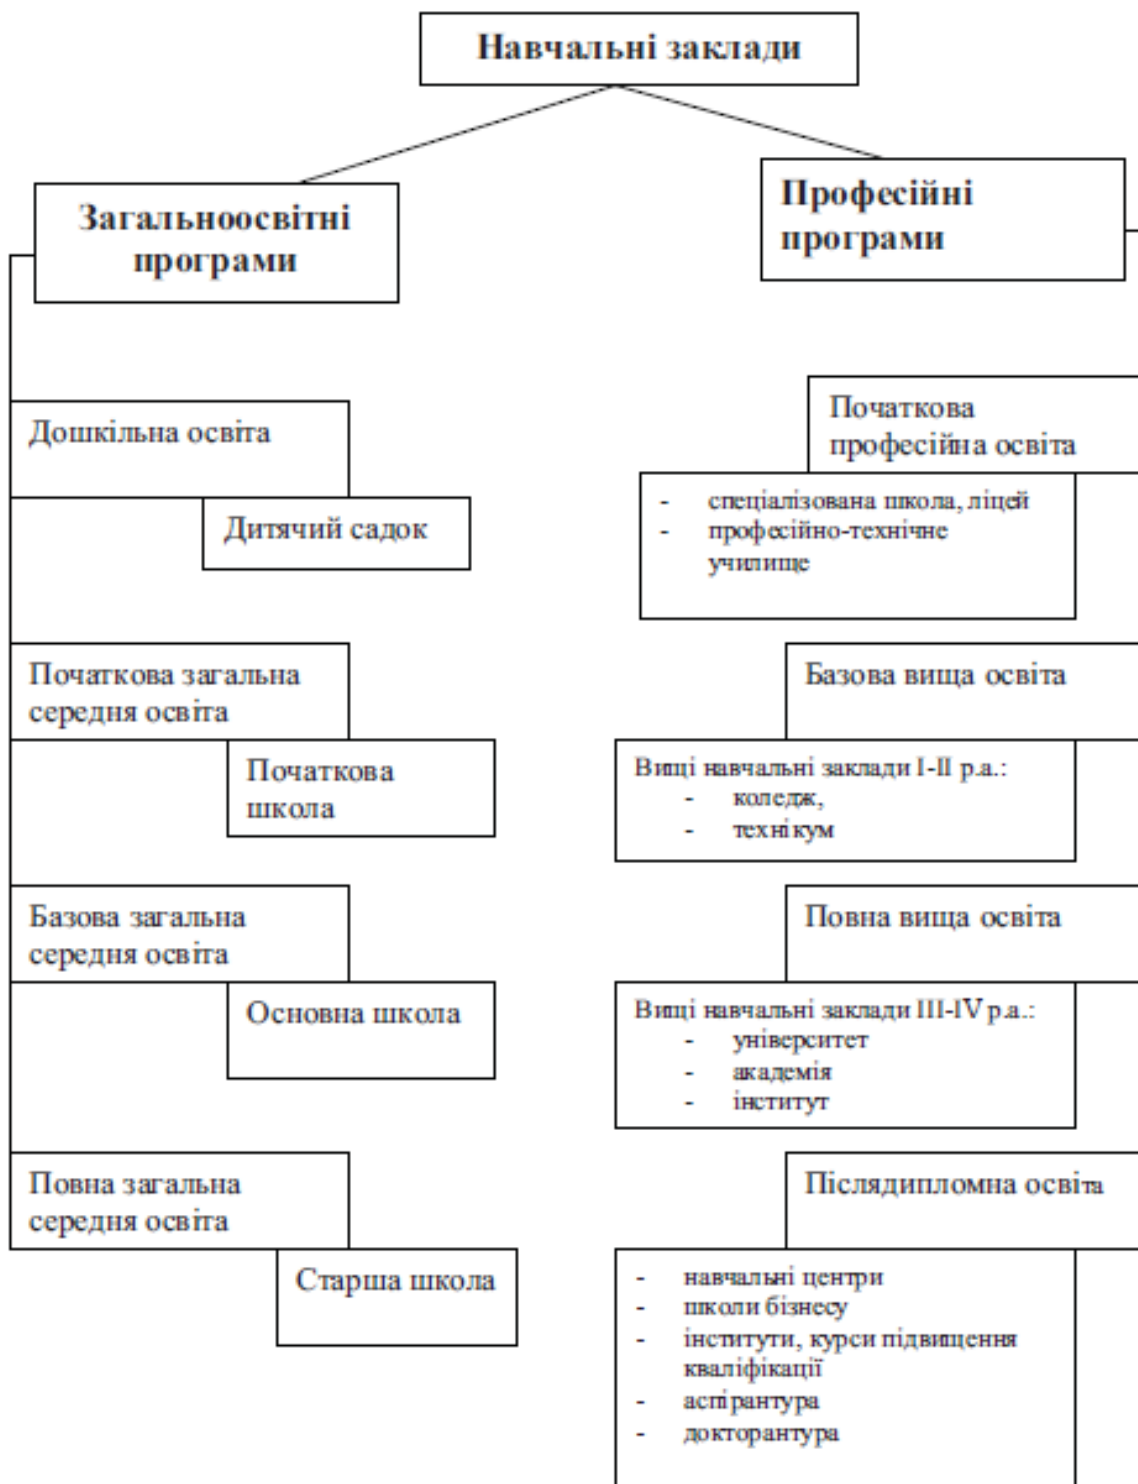 Навчальні заклади
Загальноосвітні
програми
Професійні
програми
Дошкільна освіта
Дитячий садок
Початкова загальна
середня освіта
Початкова
школа
Базова загальна
середня освіта
Основна школа
Повна загальна
середня освіта
Старша школа
Початкова
професійна освіта
- спеціалізована школа, ліцей
- професійно-технічне
училище
Базова вища освіта
Вищі навчальні заклади I-II р.а.:
- коледж,
- технікум
Повна вища освіта
Вищі навчальні заклади III-IV р.а.:
- університет
- академія
- інститут
Післядипломна освіта
- навчальні центри
- школи бізнесу
- інститути, курси підвищення
кваліфікації
- аспірантура
- докторантура